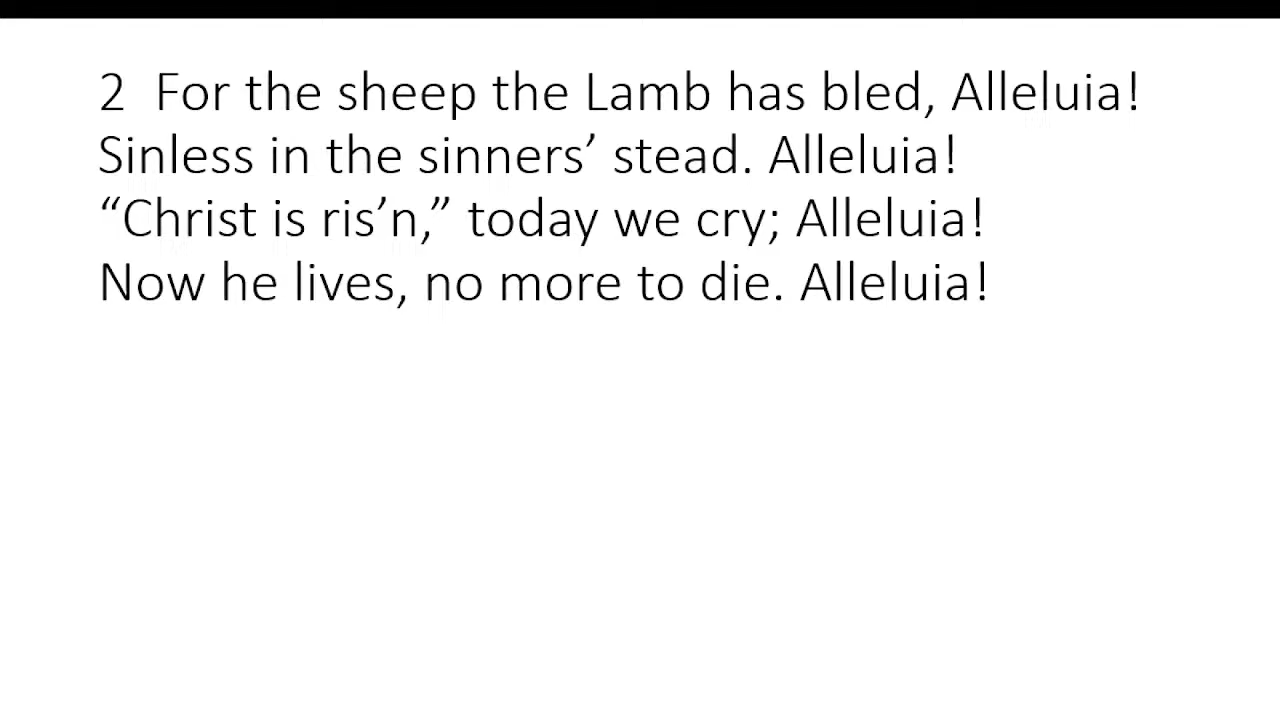 2  For the sheep the Lamb has bled, Alleluia!
Sinless in the sinners’ stead. Alleluia!
“Christ is ris’n,” today we cry; Alleluia!
Now he lives, no more to die. Alleluia!